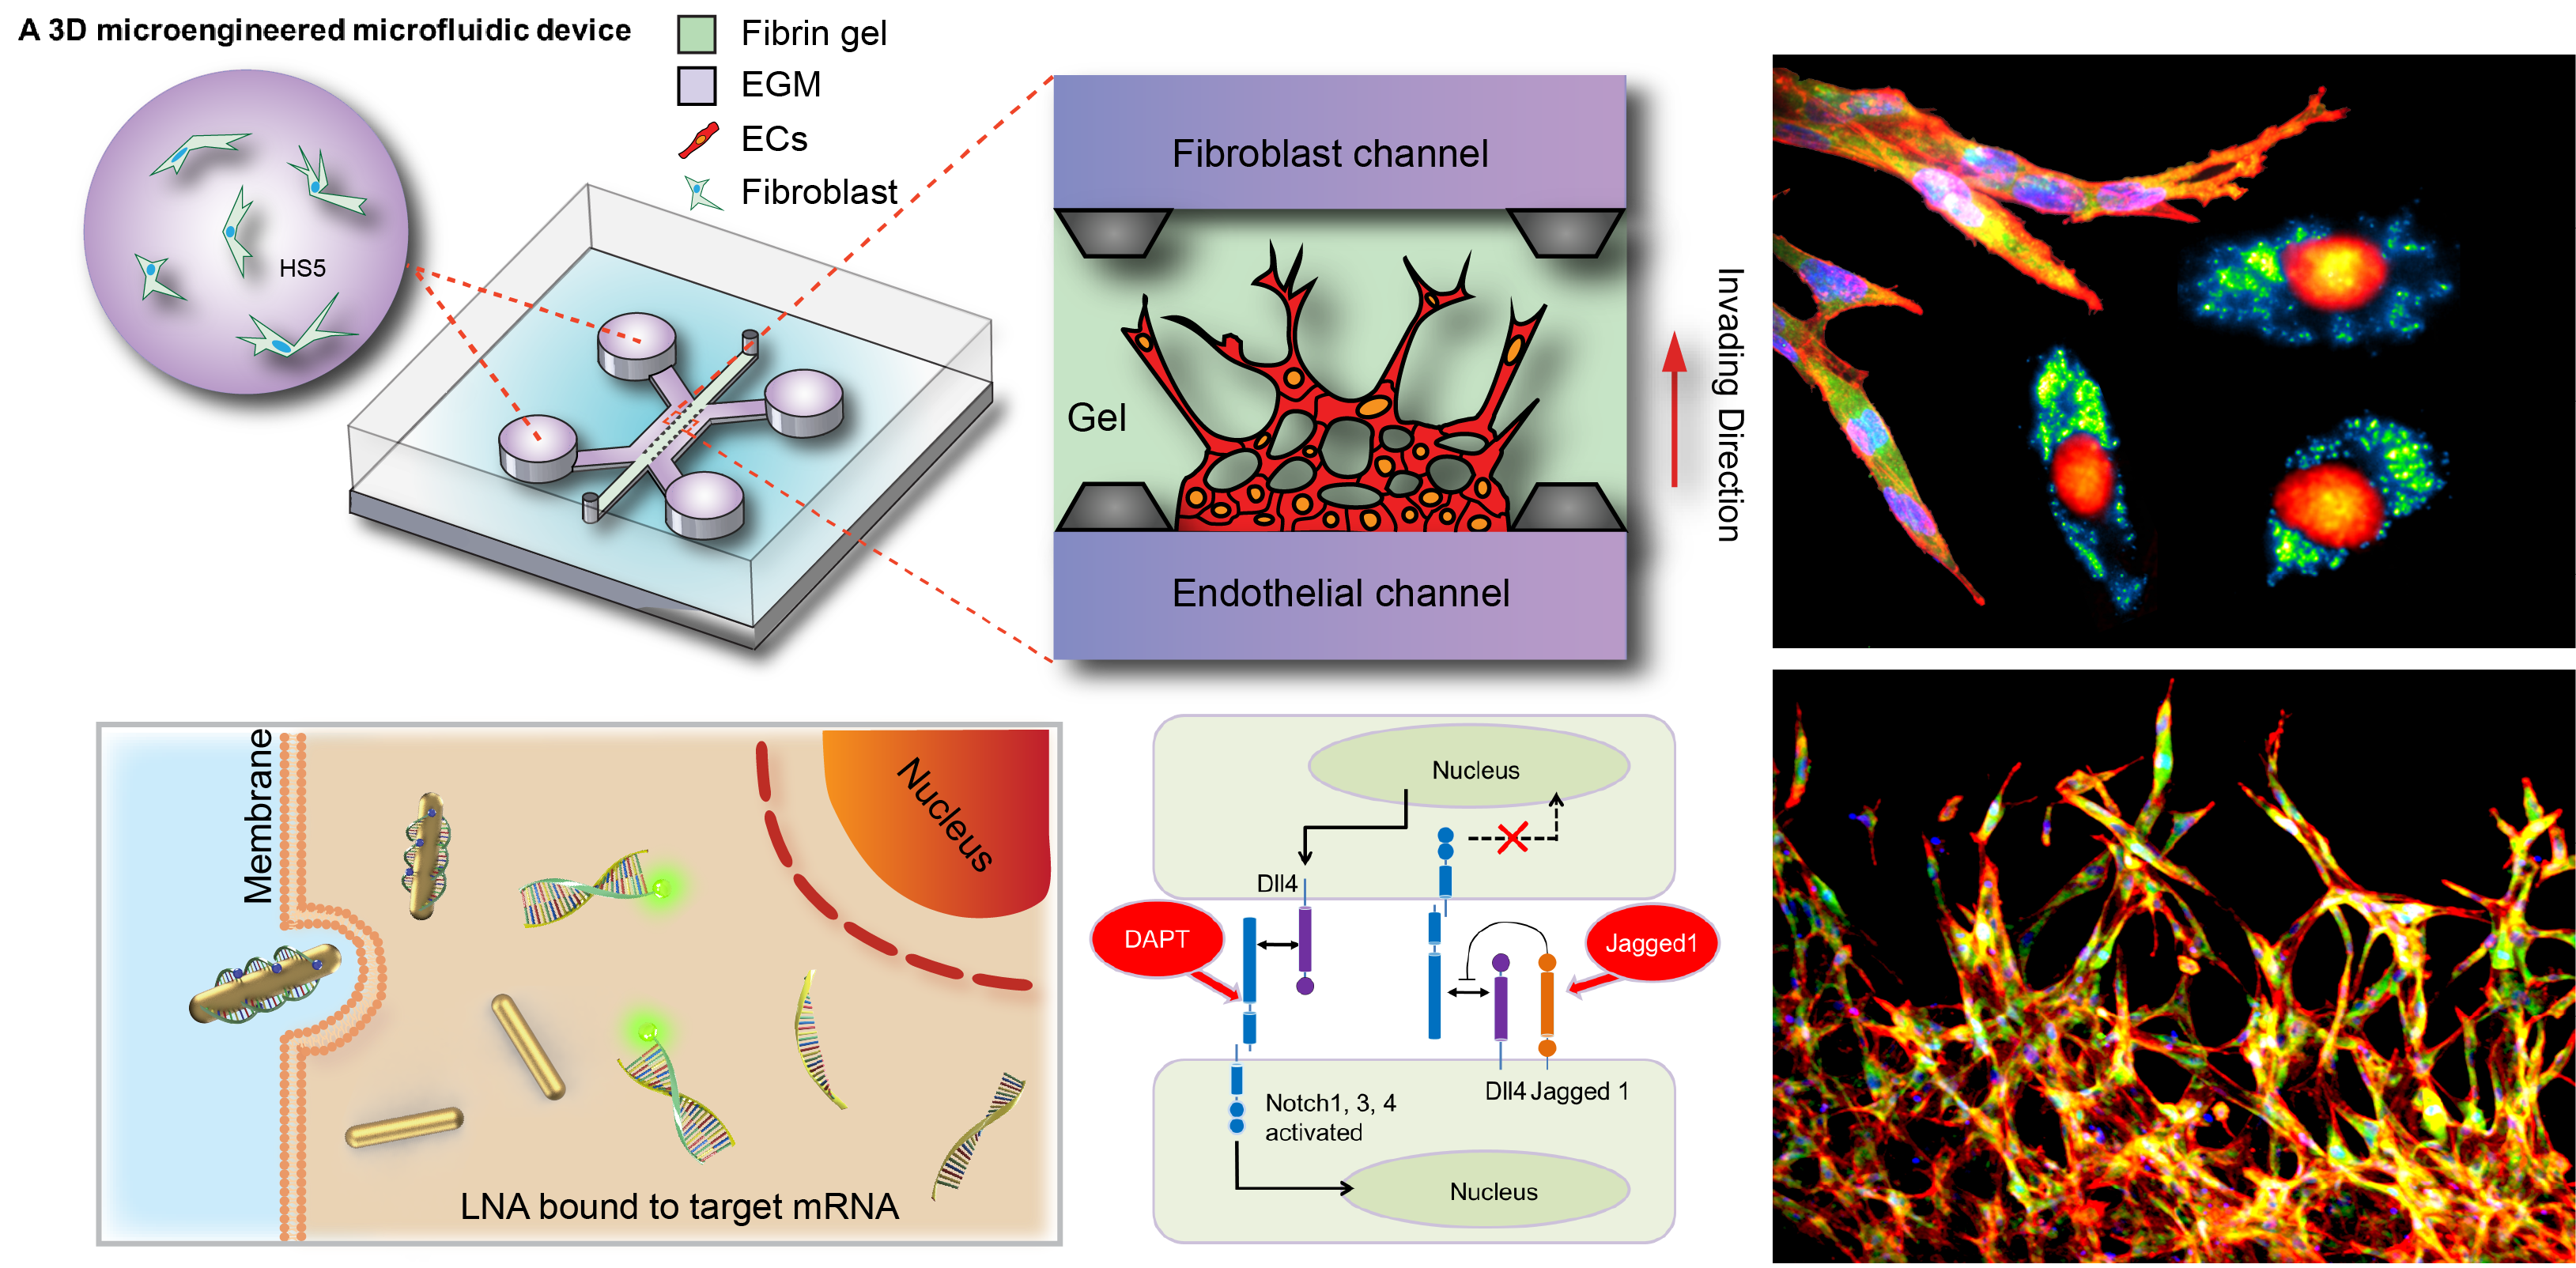 A 3D microengineered microfluidic device
Fibrin gel
EGM
ECs
Fibroblast
HS5
Fibroblast channel
Gel
Endothelial channel
Invading Direction
Membrane
Nucleus
LNA bound to target mRNA
Nucleus
Dll4
DAPT
Jagged1
Dll4 Jagged 1
Notch1, 3, 4
activated
Nucleus